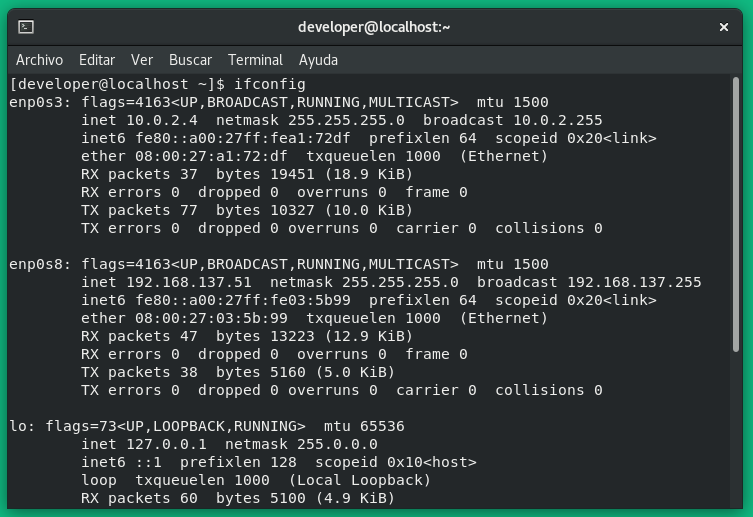 developer@localhost:~
Archivo Editar Ver Buscar Terminal Ayuda
[developer@localhost ~]$ ifconfig
enp0s3: flags=4163<UP,BROADCAST,RUNNING,MULTICAST>  mtu 1500
        inet 10.0.2.4  netmask 255.255.255.0  broadcast 10.0.2.255
        inet6 fe80::a00:27ff:fea1:72df  prefixlen 64  scopeid 0x20<link>
        ether 08:00:27:a1:72:df  txqueuelen 1000  (Ethernet)
        RX packets 37  bytes 19451 (18.9 KiB)
        RX errors 0  dropped 0  overruns 0  frame 0
        TX packets 77  bytes 10327 (10.0 KiB)
        TX errors 0  dropped 0 overruns 0  carrier 0  collisions 0

enp0s8: flags=4163<UP,BROADCAST,RUNNING,MULTICAST>  mtu 1500
        inet 192.168.137.51  netmask 255.255.255.0  broadcast 192.168.137.255
        inet6 fe80::a00:27ff:fe03:5b99  prefixlen 64  scopeid 0x20<link>
        ether 08:00:27:03:5b:99  txqueuelen 1000  (Ethernet)
        RX packets 47  bytes 13223 (12.9 KiB)
        RX errors 0  dropped 0  overruns 0  frame 0
        TX packets 38  bytes 5160 (5.0 KiB)
        TX errors 0  dropped 0 overruns 0  carrier 0  collisions 0

lo: flags=73<UP,LOOPBACK,RUNNING>  mtu 65536
        inet 127.0.0.1  netmask 255.0.0.0
        inet6 ::1  prefixlen 128  scopeid 0x10<host>
        loop  txqueuelen 1000  (Local Loopback)
        RX packets 60  bytes 5100 (4.9 KiB)